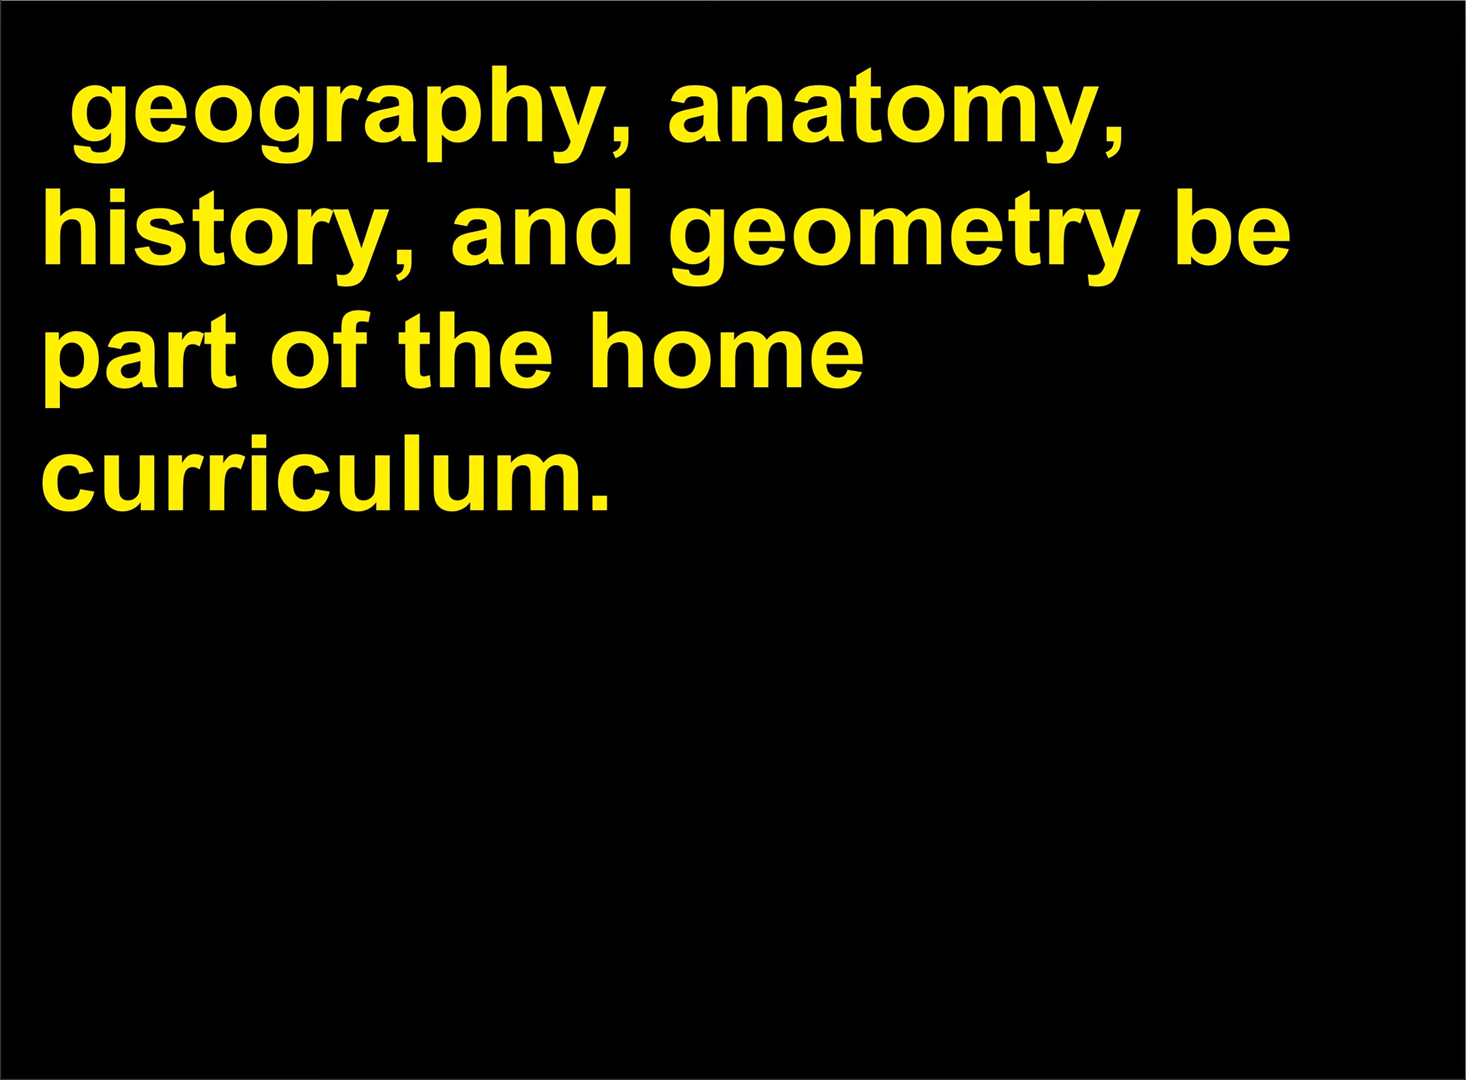 geography, anatomy,
history, and geometry be
part of the home
curriculum.